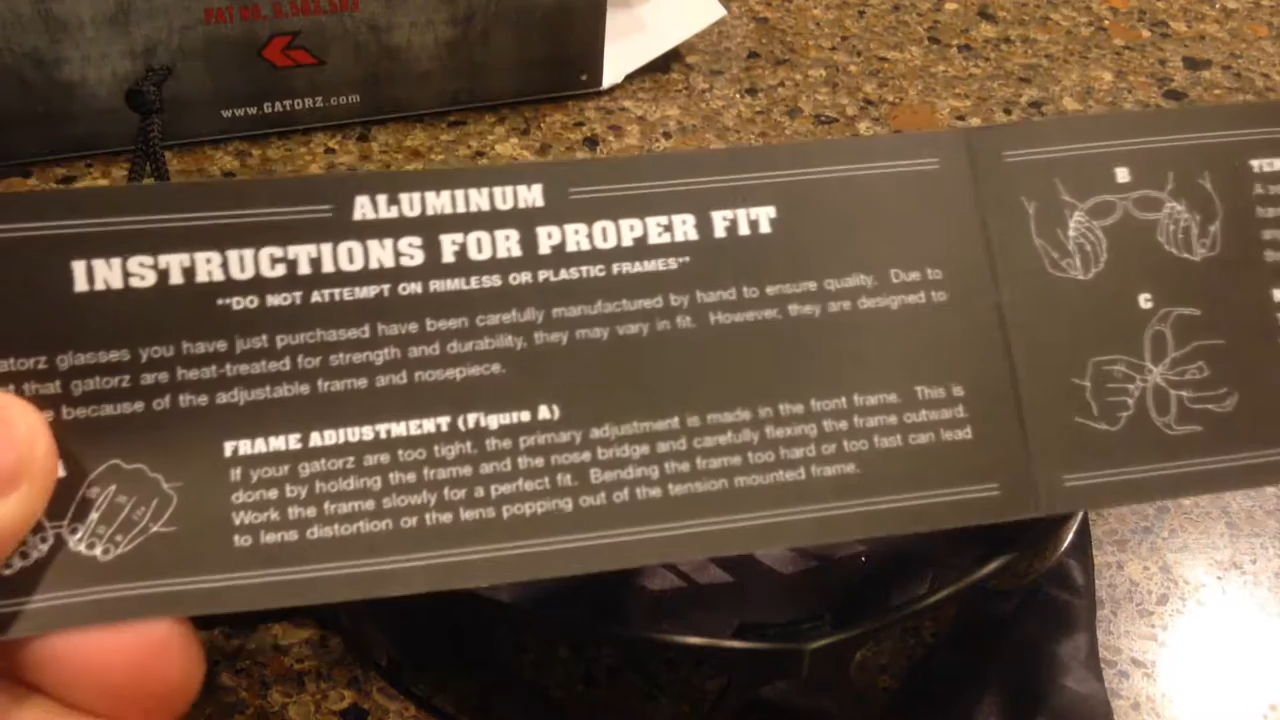 PAT NO. 5,583,583
www.GATORZ.com
ALUMINUM
INSTRUCTIONS FOR PROPER FIT
**DO NOT ATTEMPT ON RIMLESS OR PLASTIC FRAMES**
atorz glasses you have just purchased have been carefully manufactured by hand to ensure quality. Due to
t that gatorz are heat-treated for strength and durability, they may vary in fit. However, they are designed to
e because of the adjustable frame and nosepiece.
FRAME ADJUSTMENT (Figure A)
If your gatorz are too tight, the primary adjustment is made in the front frame. This is
done by holding the frame and the nose bridge and carefully flexing the frame outward.
Work the frame slowly for a perfect fit. Bending the frame too hard or too fast can lead
to lens distortion or the lens popping out of the tension mounted frame.
B
C